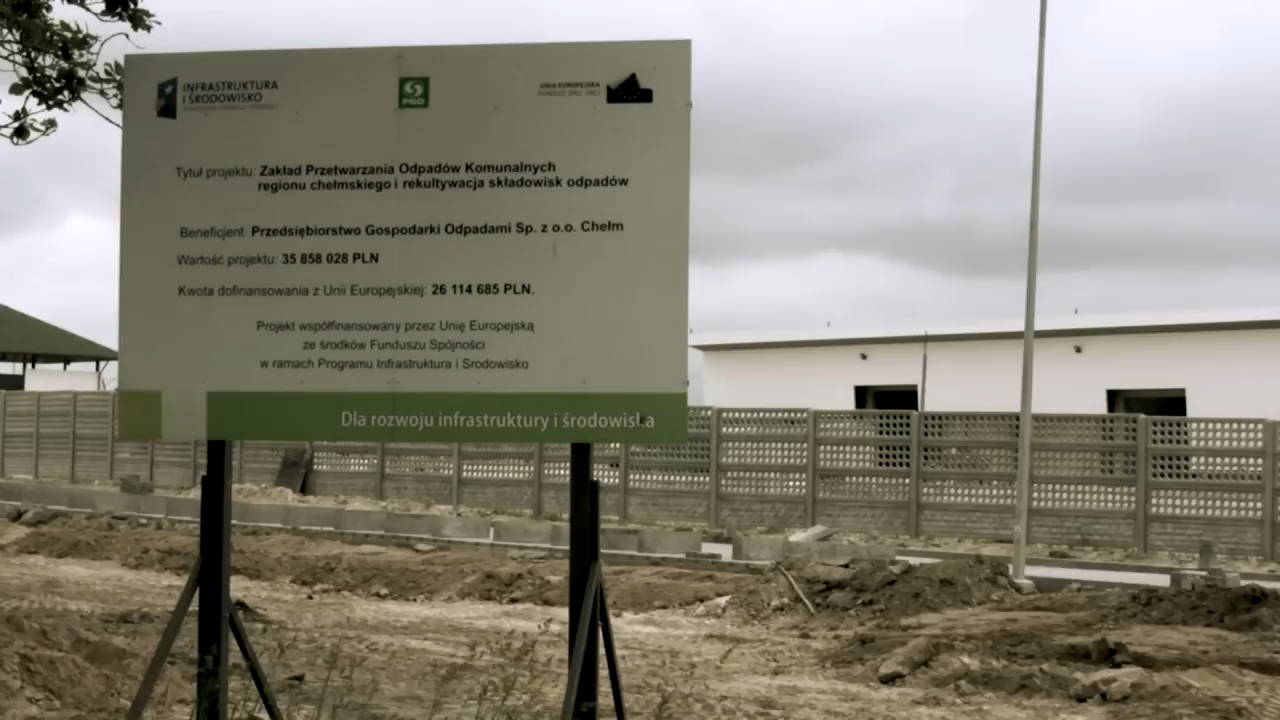 INFRASTRUKTURA
I ŚRODOWISKO
PGO
UNIA EUROPEJSKA
FUNDUSZ SPÓJNOŚCI
Tytuł projektu: Zakład Przetwarzania Odpadów Komunalnych
regionu chełmskiego i rekultywacja składowisk odpadów
Beneficjent: Przedsiębiorstwo Gospodarki Odpadami Sp. z o.o. Chełm
Wartość projektu: 35 858 028 PLN
Kwota dofinansowania z Unii Europejskiej: 26 114 685 PLN.
Projekt współfinansowany przez Unię Europejską
ze środków Funduszu Spójności
w ramach Programu Infrastruktura i Środowisko
Dla rozwoju infrastruktury i środowiska